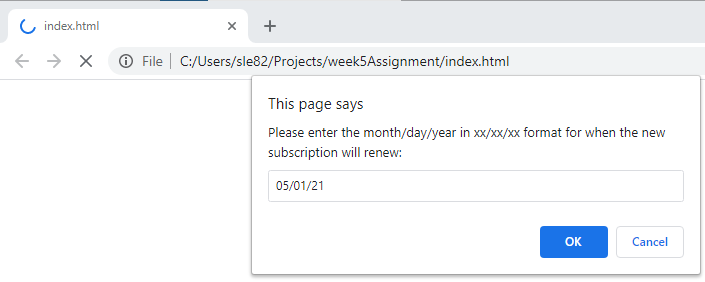 index.html
File
C:/Users/sle82/Projects/week5Assignment/index.html
This page says
Please enter the month/day/year in xx/xx/xx format for when the new
subscription will renew:
05/01/21
OK
Cancel